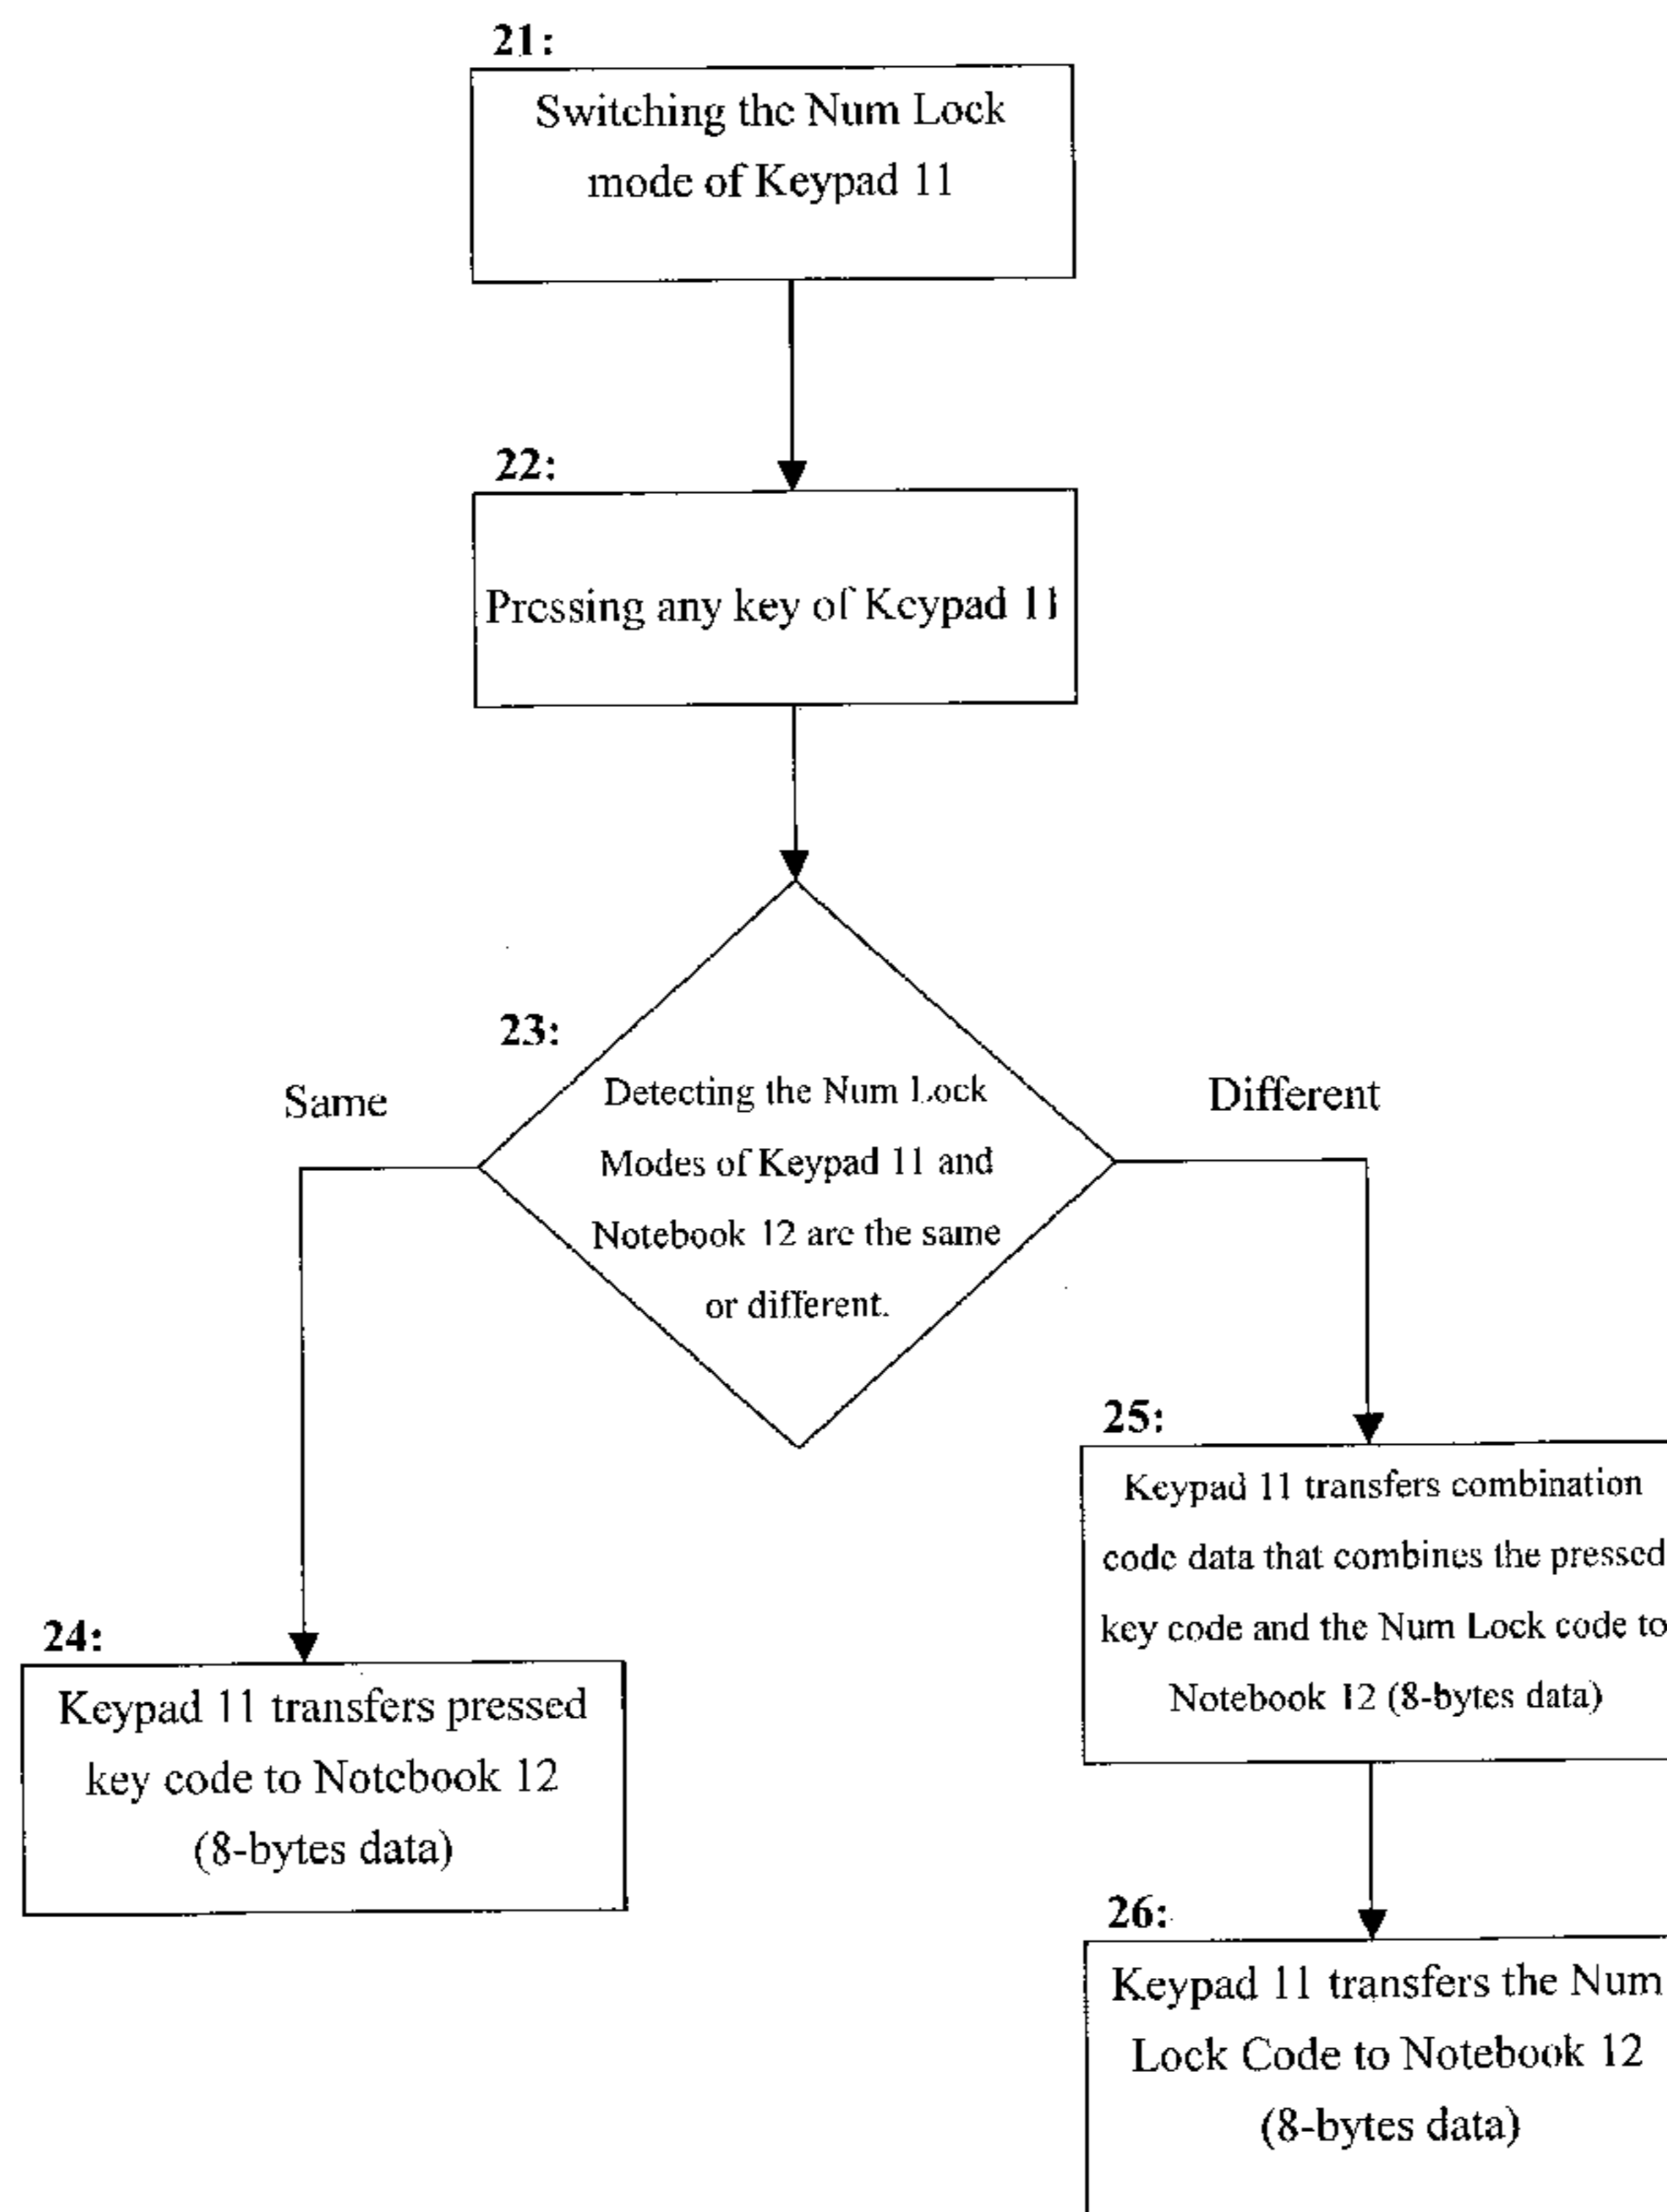 21:
Switching the Num Lock
mode of Keypad 11
22:
Pressing any key of Keypad 11
23:
Same
Different
Detecting the Num Lock
Modes of Keypad 11 and
Notebook 12 are the same
or different.
25:
Keypad 11 transfers combination
code data that combines the pressed
key code and the Num Lock code to
Notebook 12 (8-bytes data)
24:
Keypad 11 transfers pressed
key code to Notebook 12
(8-bytes data)
26:
Keypad 11 transfers the Num
Lock Code to Notebook 12
(8-bytes data)